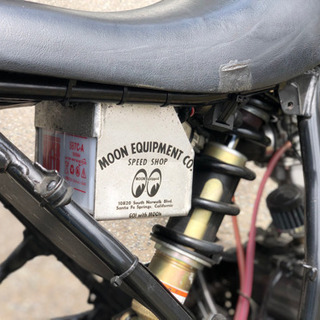 MOON EQUIPMENT CO.
SPEED SHOP
MOON
10820 South Norwalk Blvd.
Santa Fe Springs, California
GO! with MOON